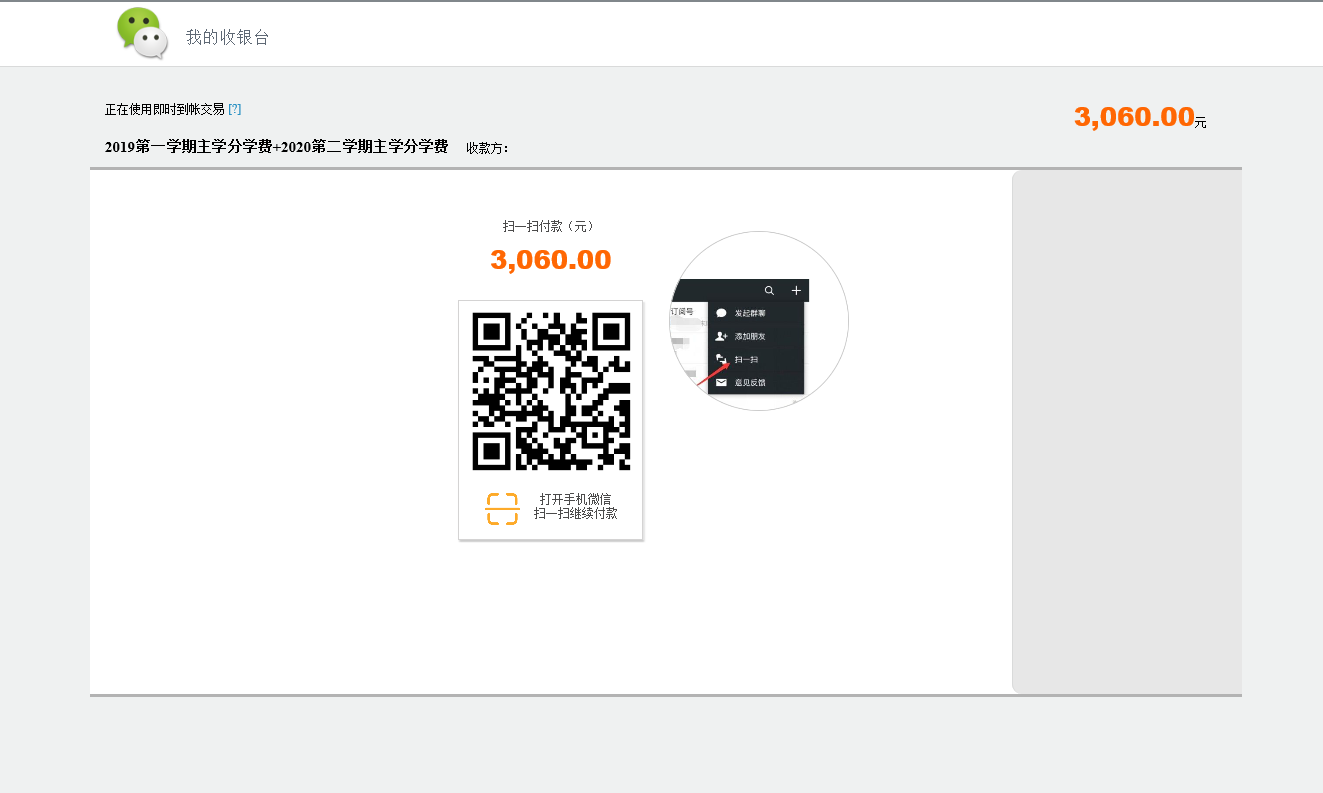 我的收银台
正在使用即时到帐交易 [?]
3,060.00元
2019第一学期主学分学费+2020第二学期主学分学费 收款方：
扫一扫付款（元）
3,060.00
订阅号
发起群聊
添加朋友
扫一扫
意见反馈
打开手机微信
扫一扫继续付款